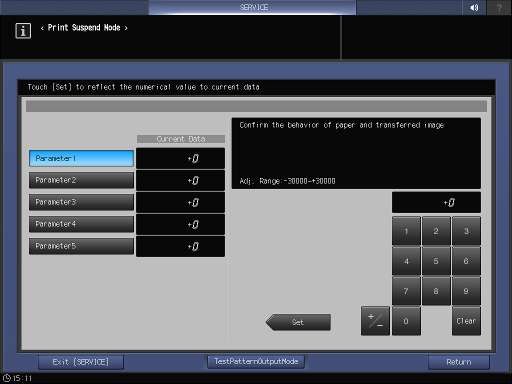 SERVICE
?
i
< Print Suspend Mode >
Touch [Set] to reflect the numerical value to current data
Confirm the behavior of paper and transferred image
Current Data
Parameter1 +0
Parameter2 +0
Adj. Range:-30000~+30000
Parameter3 +0
+0
Parameter4 +0
1 2 3
Parameter5 +0
4 5 6
7 8 9
Set
+/- 0 Clear
Exit [SERVICE]
TestPatternOutputMode
Return
15:11